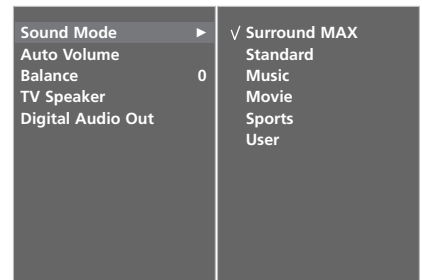 Sound Mode ►
Auto Volume
Balance 0
TV Speaker
Digital Audio Out
√ Surround MAX
Standard
Music
Movie
Sports
User